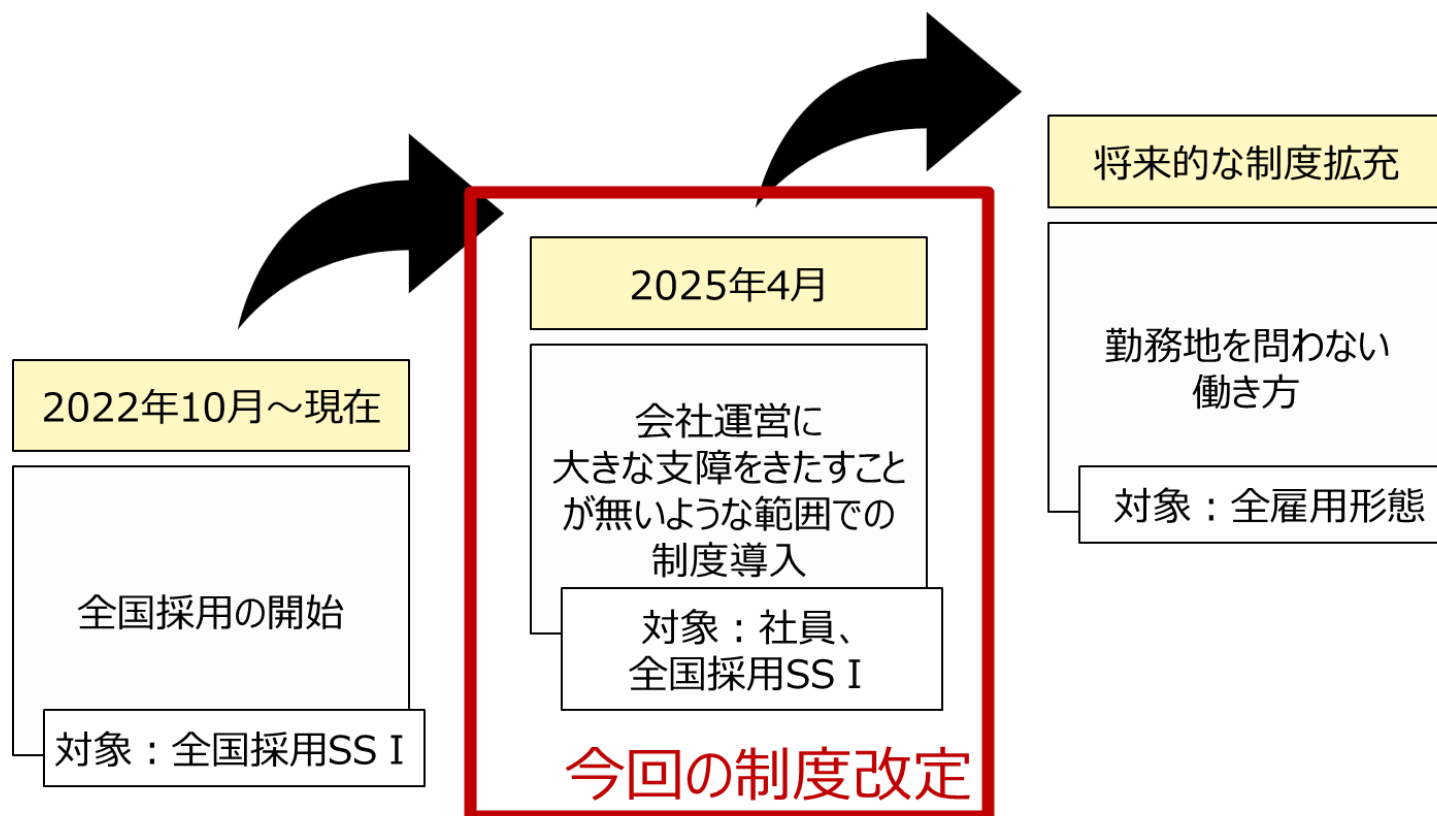 2022年10月～現在
全国採用の開始
対象：全国採用SSⅠ
2025年4月
会社運営に
大きな支障をきたすこと
が無いような範囲での
制度導入
対象：社員、
全国採用SSⅠ
今回の制度改定
将来的な制度拡充
勤務地を問わない
働き方
対象：全雇用形態